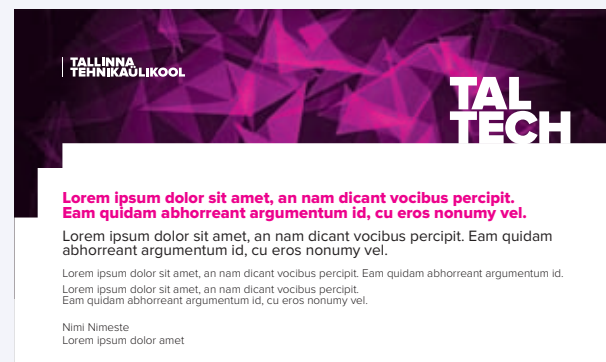 TALLINNA
TEHNIKAÜLIKOOL
TAL
TECH
Lorem ipsum dolor sit amet, an nam dicant vocibus percipit.
Eam quidam abhorreant argumentum id, cu eros nonumy vel.
Lorem ipsum dolor sit amet, an nam dicant vocibus percipit. Eam quidam
abhorreant argumentum id, cu eros nonumy vel.
Lorem ipsum dolor sit amet, an nam dicant vocibus percipit. Eam quidam abhorreant argumentum id.
Lorem ipsum dolor sit amet, an nam dicant vocibus percipit.
Eam quidam abhorreant argumentum id, cu eros nonumy vel.
Nimi Nimeste
Lorem ipsum dolor amet